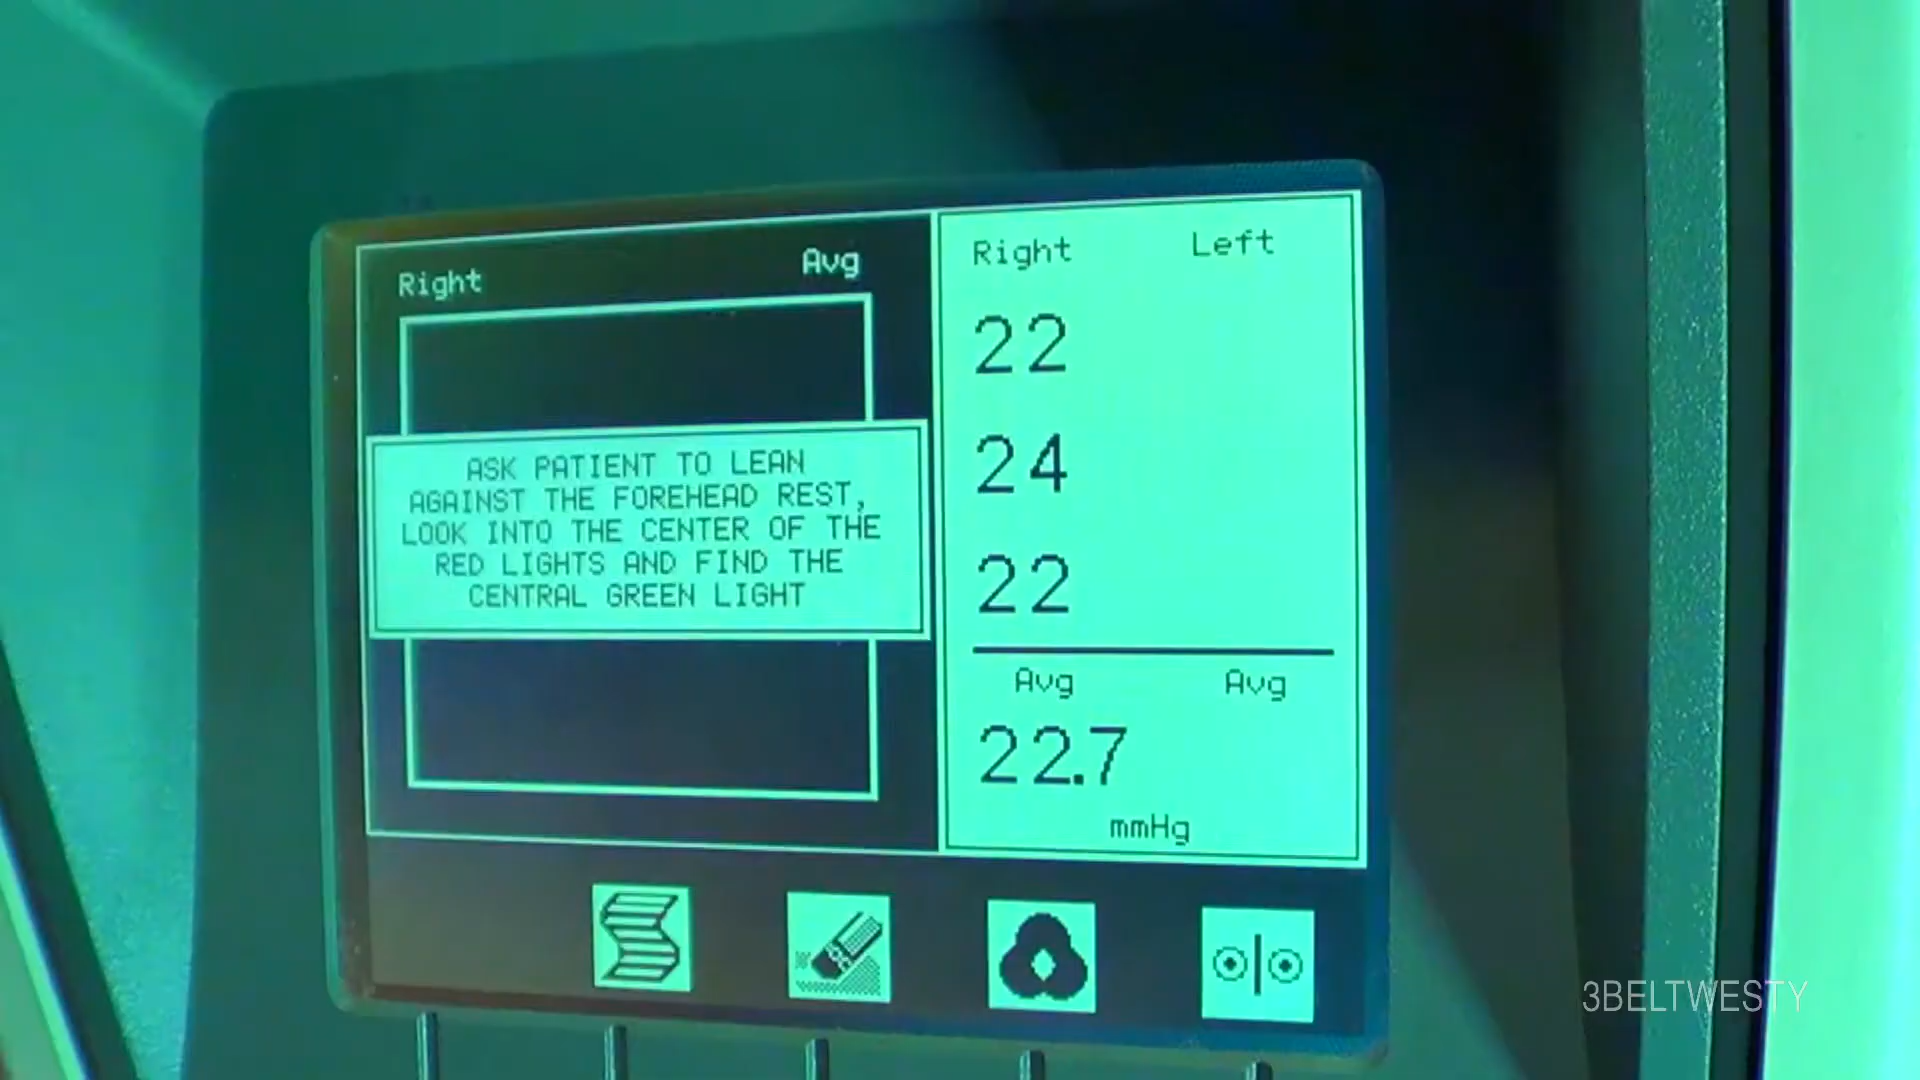 Right Avg
ASK PATIENT TO LEAN
AGAINST THE FOREHEAD REST,
LOOK INTO THE CENTER OF THE
RED LIGHTS AND FIND THE
CENTRAL GREEN LIGHT
Right Left
22
24
22
Avg Avg
22.7
mmHg
3BELTWESTY